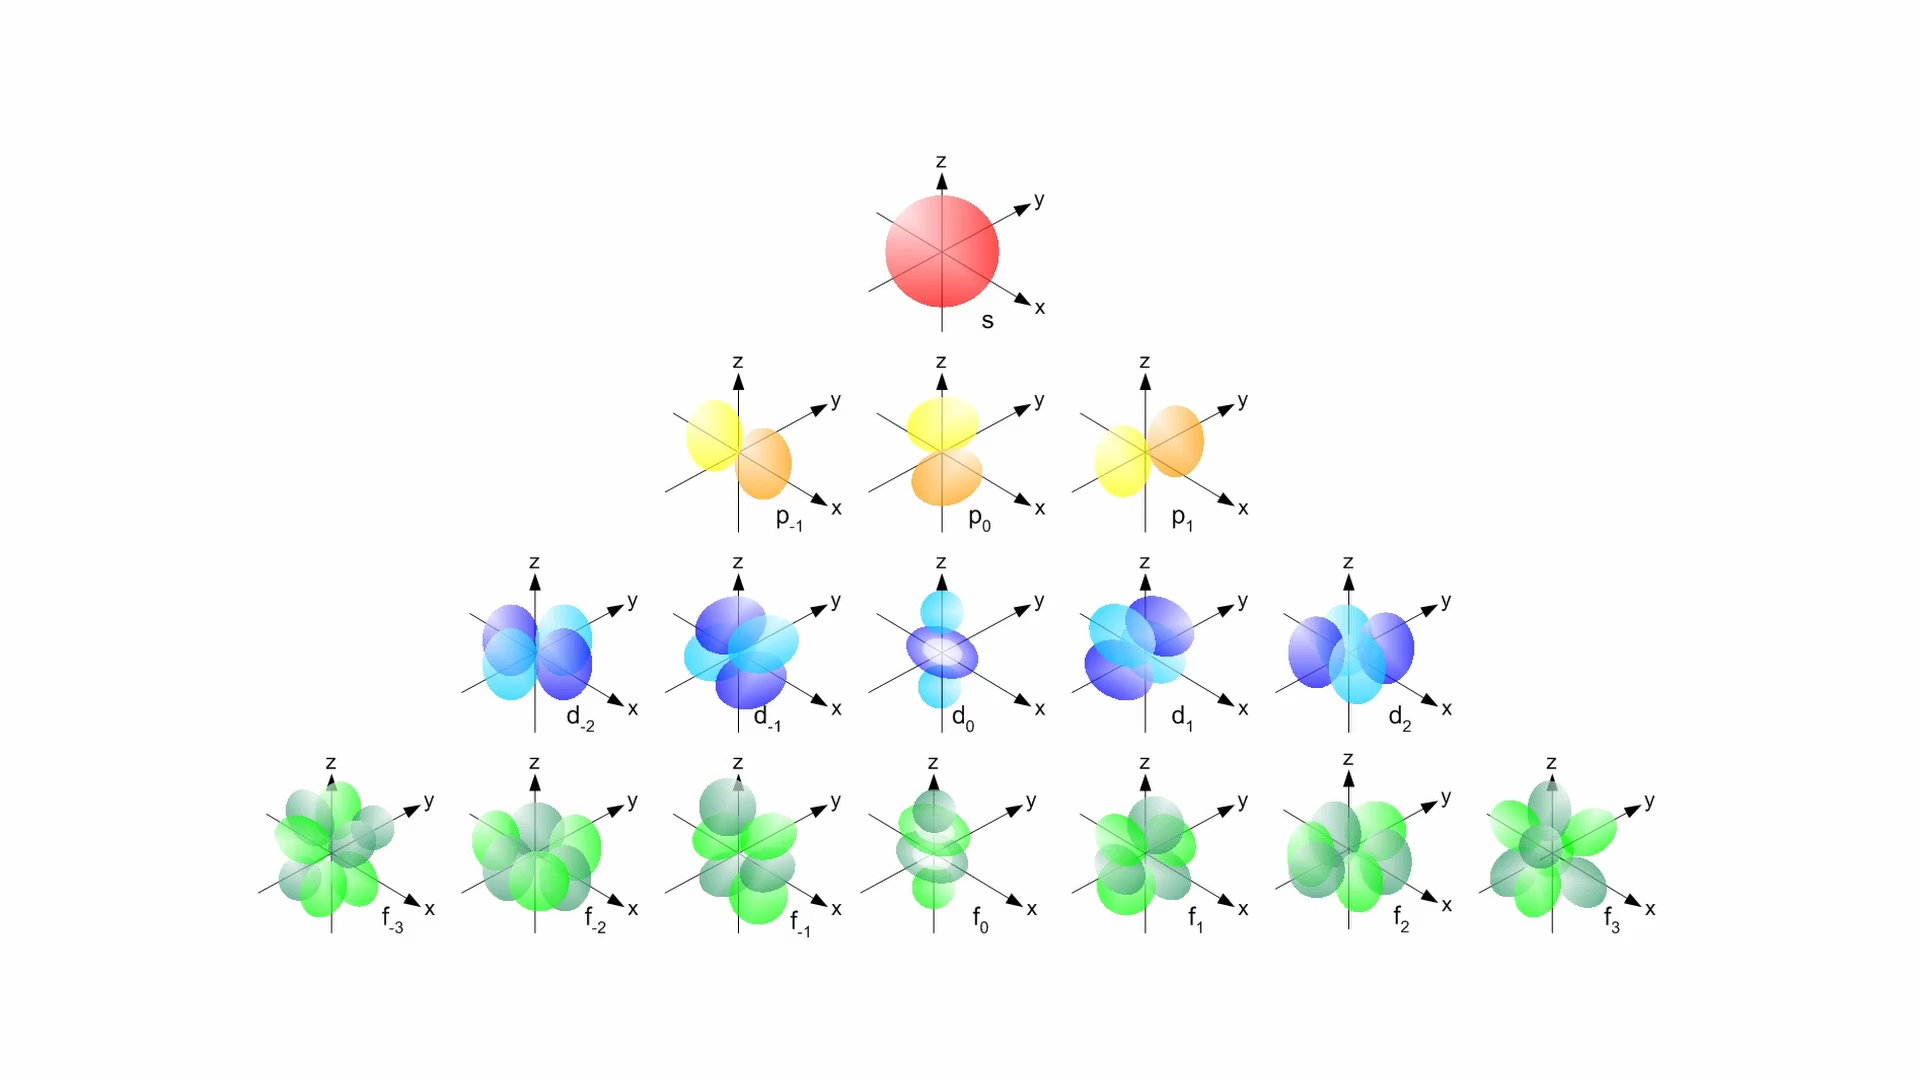 z
y
x
s
z z z
y y y
x x x
p-1 p0 p1
z z z z z
y y y y y
x x x x x
d-2 d-1 d0 d1 d2
z z z z z z z
y y y y y y y
x x x x x x x
f-3 f-2 f-1 f0 f1 f2 f3